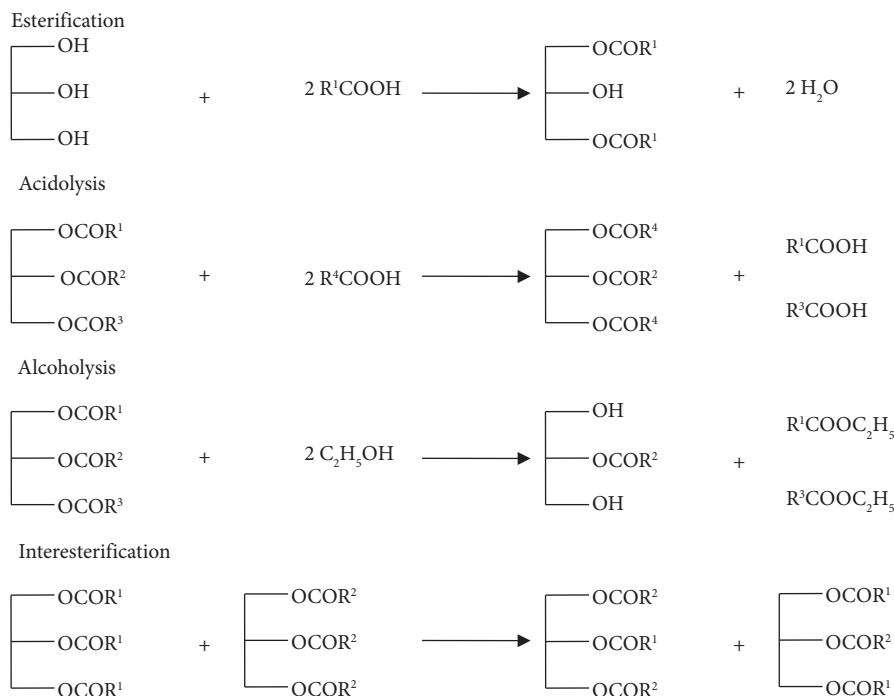 Esterification
OH OCOR¹
OH + 2 R¹COOH OH + 2 H₂O
OH OCOR¹
Acidolysis
OCOR¹ OCOR⁴ R¹COOH
OCOR² + 2 R⁴COOH OCOR² +
OCOR³ OCOR⁴ R³COOH
Alcoholysis
OCOR¹ OH R¹COOC₂H₅
OCOR² + 2 C₂H₅OH OCOR² +
OCOR³ OH R³COOC₂H₅
Interesterification
OCOR¹ OCOR² OCOR² OCOR¹
OCOR¹ + OCOR² OCOR¹ + OCOR²
OCOR¹ OCOR² OCOR² OCOR¹